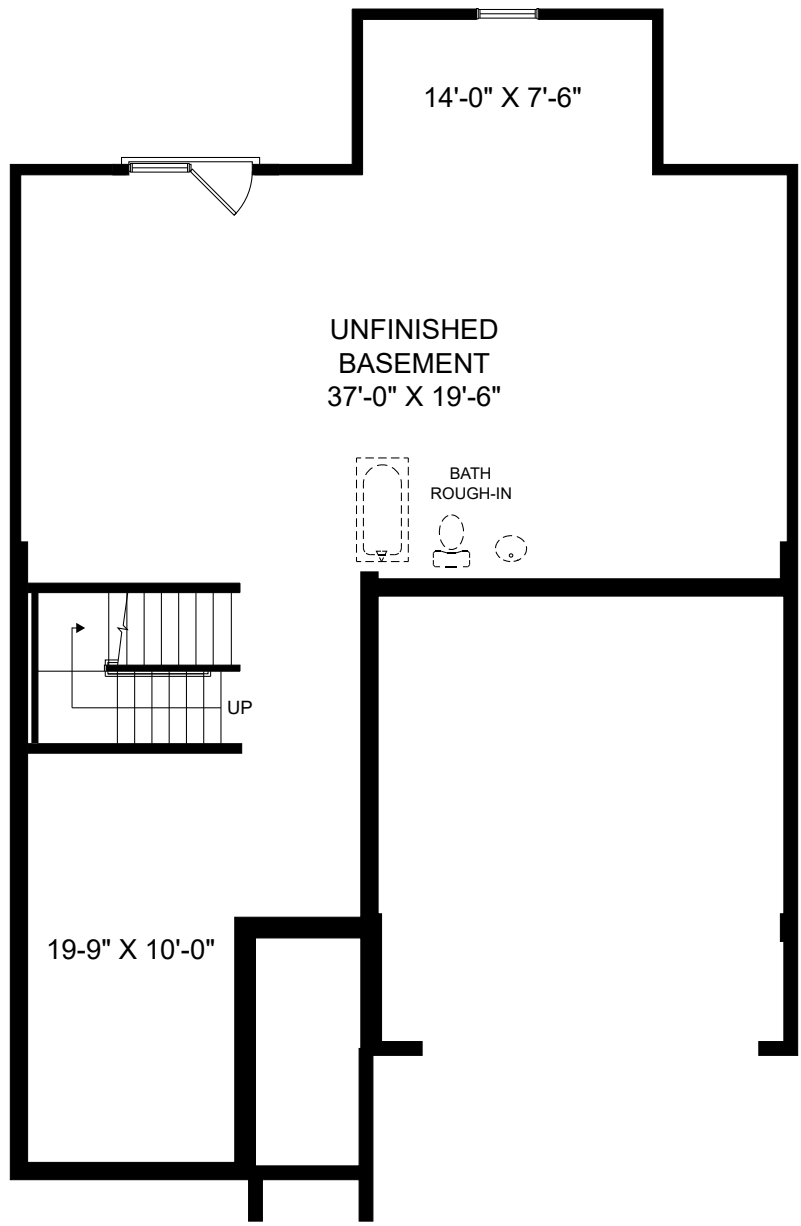 14'-0" X 7'-6"
UNFINISHED
BASEMENT
37'-0" X 19'-6"
BATH
ROUGH-IN
UP
19-9" X 10'-0"